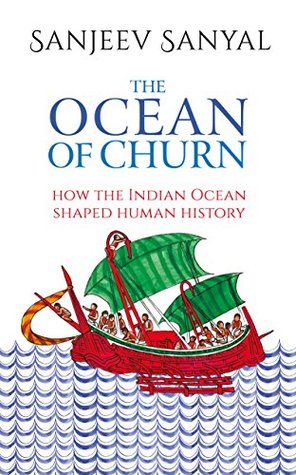 SANJEEV SANYAL
THE
OCEAN
OF CHURN
HOW THE INDIAN OCEAN
SHAPED HUMAN HISTORY